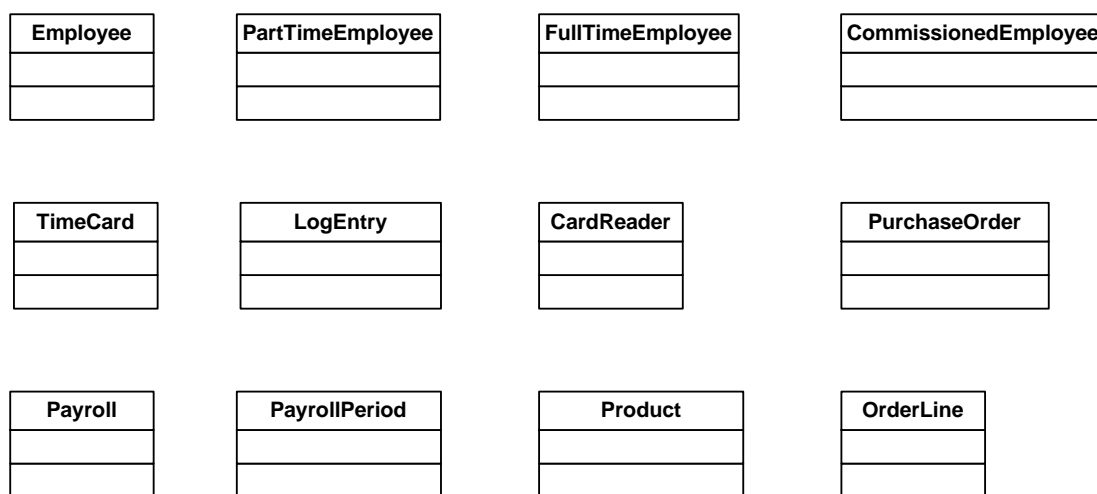 Employee
PartTimeEmployee
FullTimeEmployee
CommissionedEmployee
TimeCard
LogEntry
CardReader
PurchaseOrder
Payroll
PayrollPeriod
Product
OrderLine